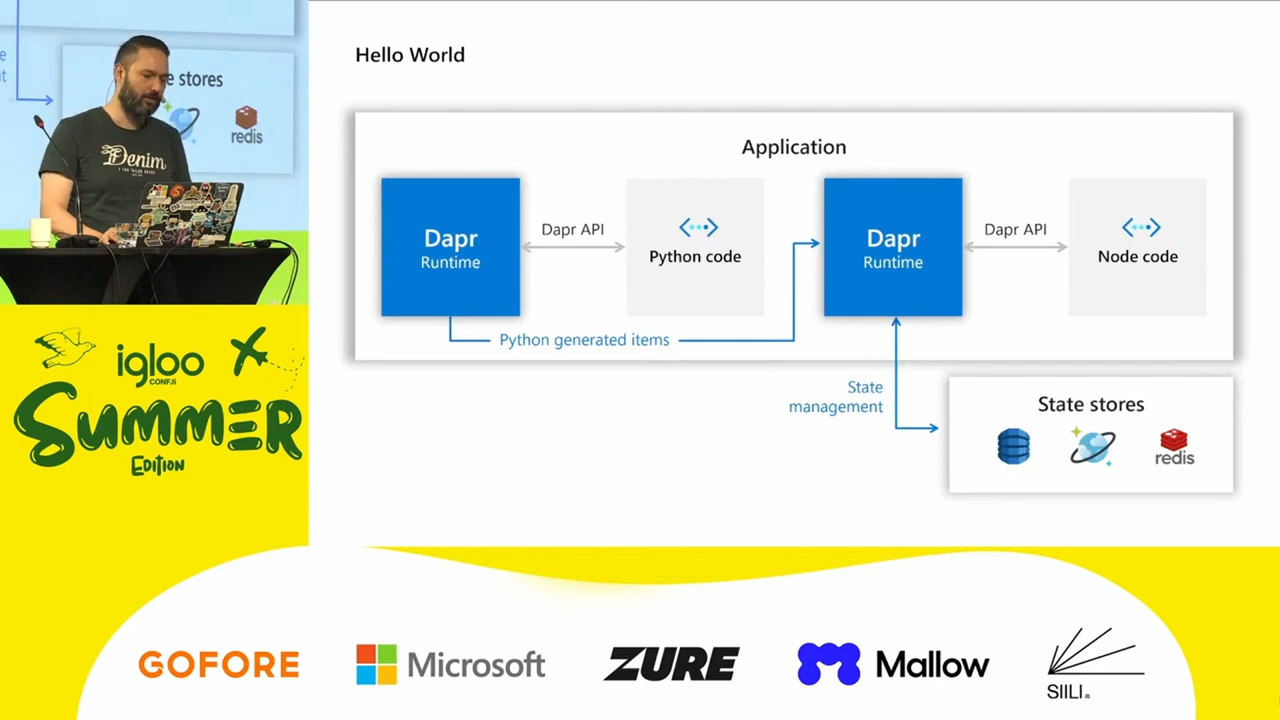 e
t
e stores
redis
Denim
Hello World
Application
Dapr
Runtime
Dapr API
Python code
Dapr
Runtime
Dapr API
Node code
Python generated items
State
management
State stores
redis
igloo
CONF.fi
SUMMER
EDITION
GOFORE
Microsoft
ZURE
Mallow
SIILI